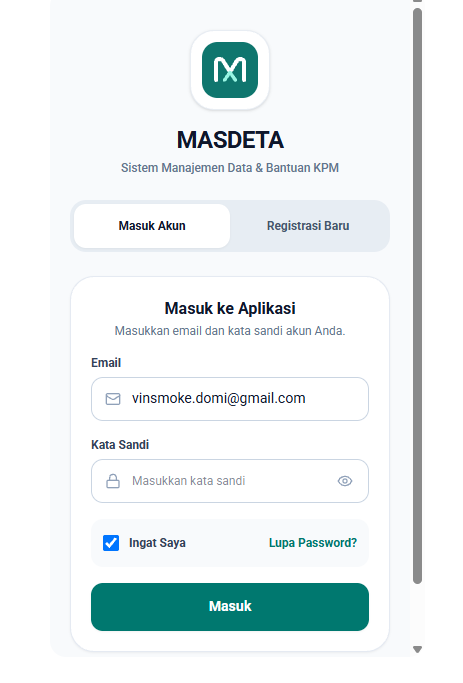 MASDETA
Sistem Manajemen Data & Bantuan KPM
Masuk Akun
Registrasi Baru
Masuk ke Aplikasi
Masukkan email dan kata sandi akun Anda.
Email
vinsmoke.domi@gmail.com
Kata Sandi
Masukkan kata sandi
Ingat Saya
Lupa Password?
Masuk